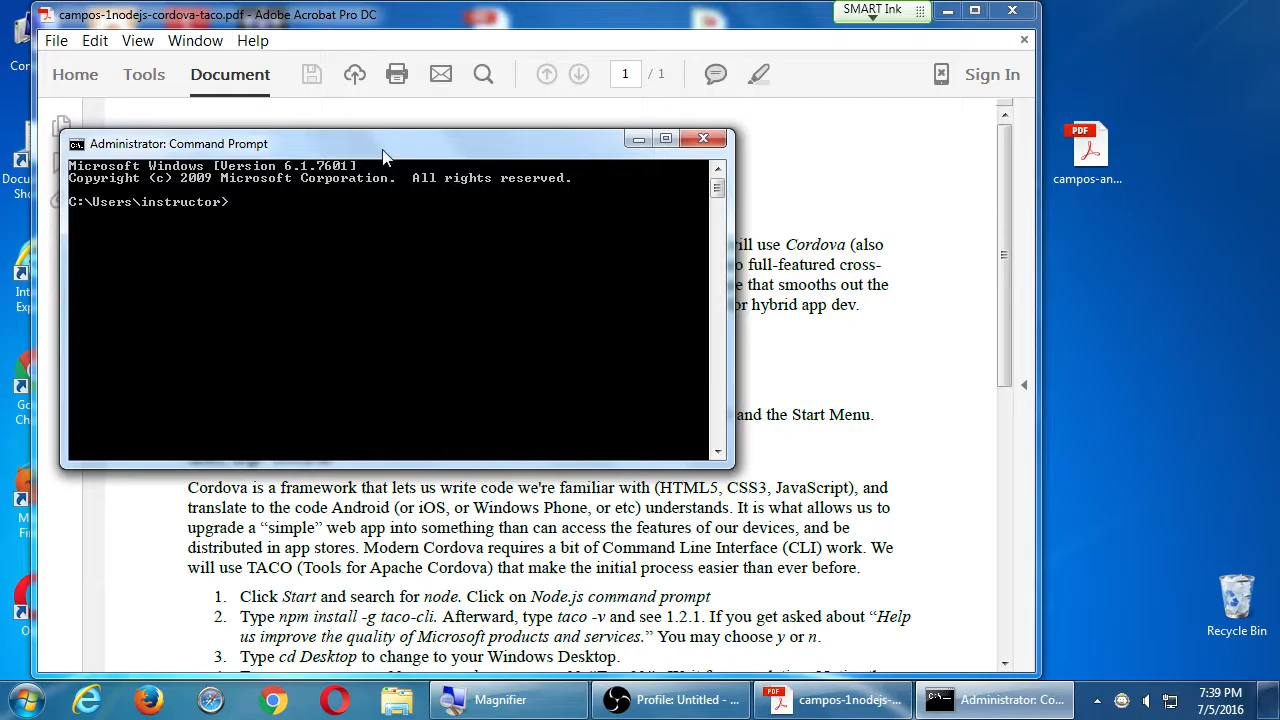 campos-1nodejs-cordova-taco.pdf - Adobe Acrobat Pro DC
SMART Ink
File Edit View Window Help
Home Tools Document 1 / 1 Sign In
Administrator: Command Prompt
Microsoft Windows [Version 6.1.7601]
Copyright (c) 2009 Microsoft Corporation. All rights reserved.
C:\Users\instructor>
will use Cordova (also
o full-featured cross-
e that smooths out the
or hybrid app dev.
and the Start Menu.
Cordova is a framework that lets us write code we're familiar with (HTML5, CSS3, JavaScript), and
translate to the code Android (or iOS, or Windows Phone, or etc) understands. It is what allows us to
upgrade a “simple” web app into something than can access the features of our devices, and be
distributed in app stores. Modern Cordova requires a bit of Command Line Interface (CLI) work. We
will use TACO (Tools for Apache Cordova) that make the initial process easier than ever before.
1. Click Start and search for node. Click on Node.js command prompt
2. Type npm install -g taco-cli. Afterward, type taco -v and see 1.2.1. If you get asked about “Help
us improve the quality of Microsoft products and services.” You may choose y or n.
3. Type cd Desktop to change to your Windows Desktop.
PDF
campos-an...
Recycle Bin
Magnifier
Profile: Untitled - ...
PDF
campos-1nodejs-...
Administrator: Co...
7:39 PM
7/5/2016